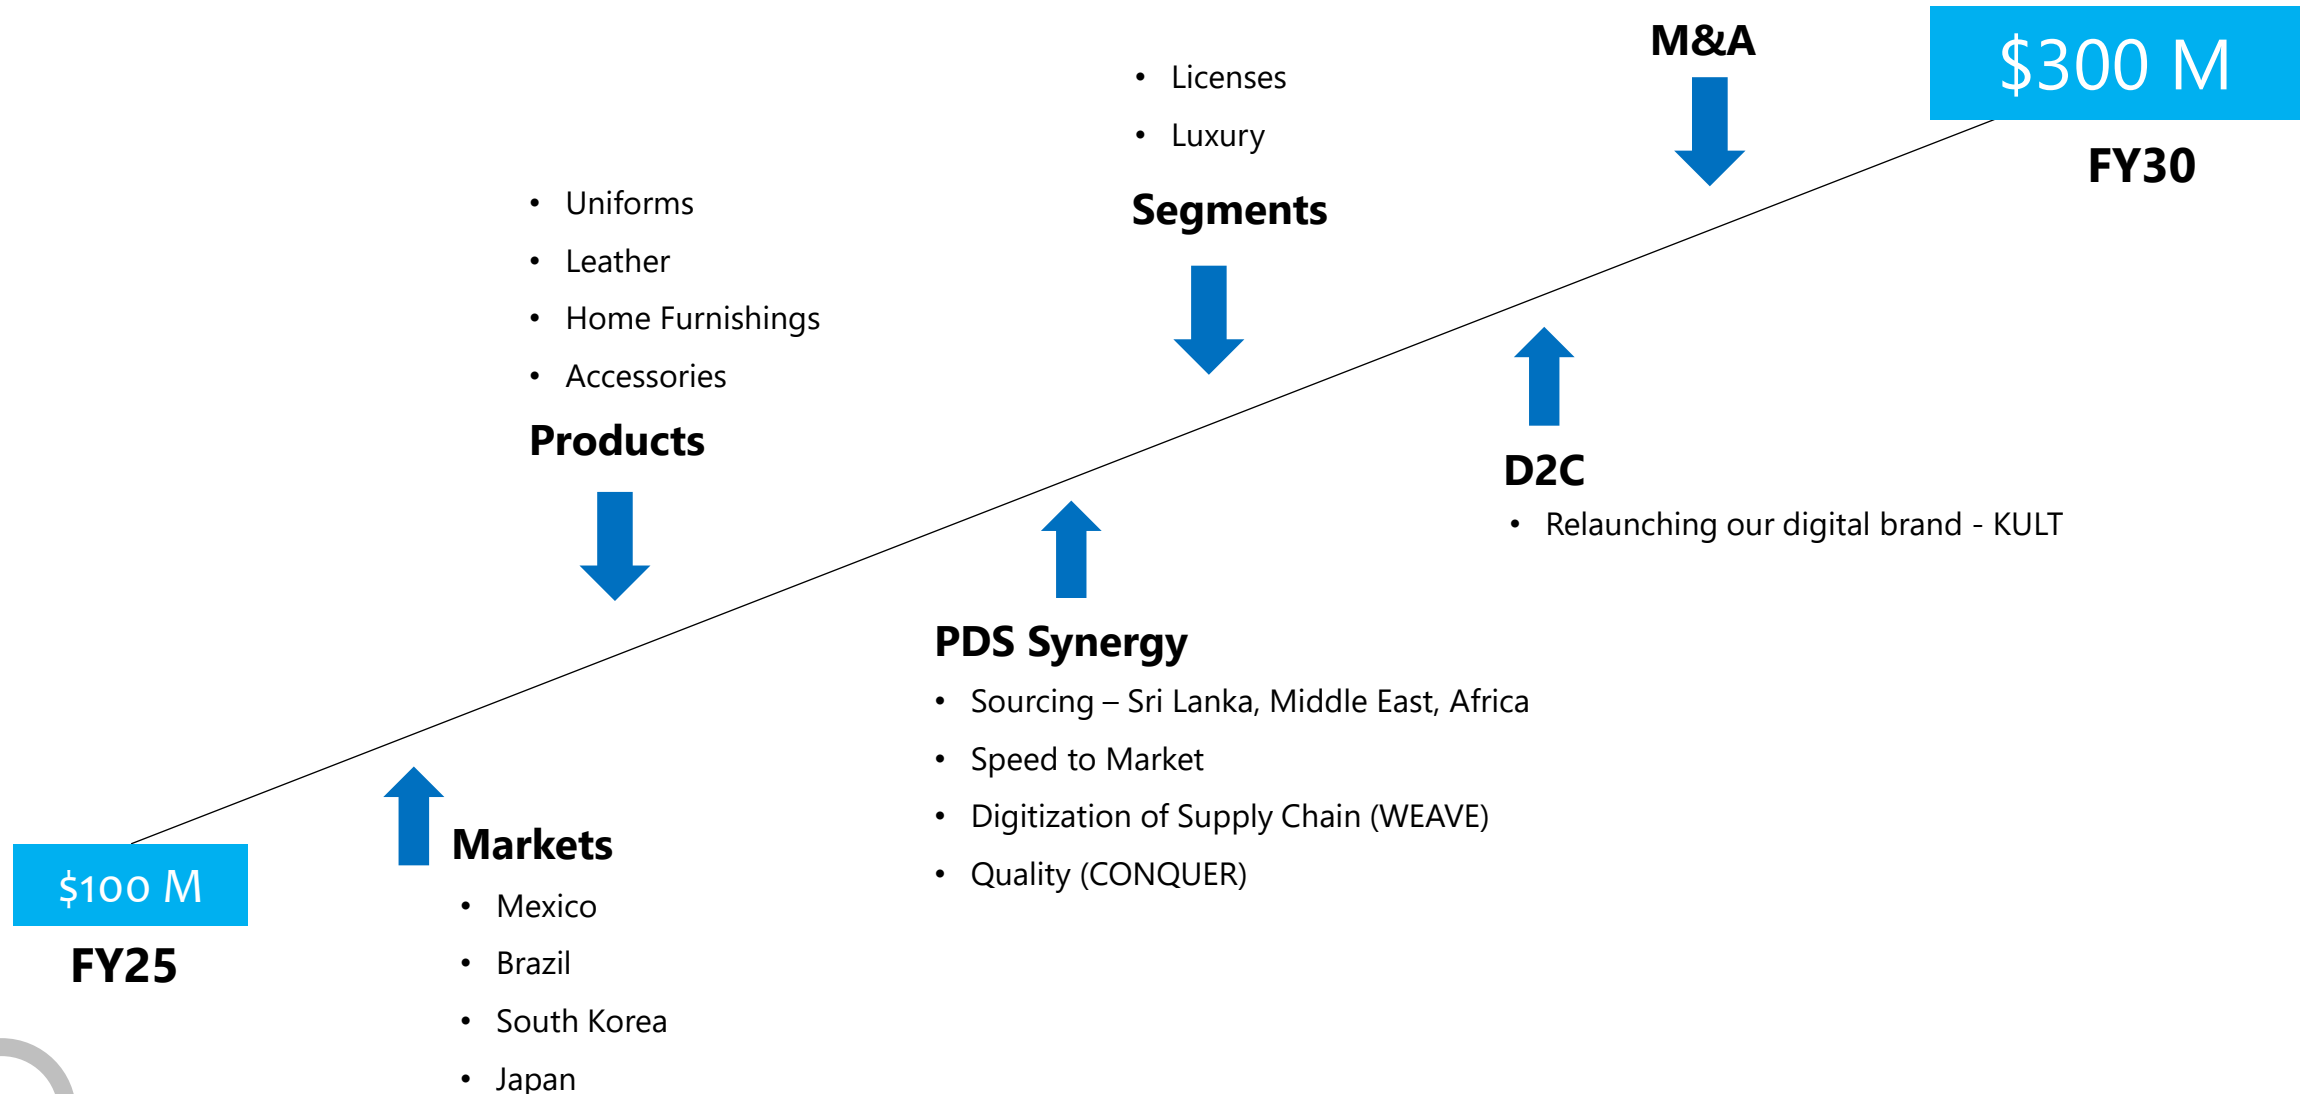 M&A
$300 M
FY30
• Licenses
• Luxury
Segments
• Uniforms
• Leather
• Home Furnishings
• Accessories
Products
D2C
• Relaunching our digital brand - KULT
PDS Synergy
• Sourcing – Sri Lanka, Middle East, Africa
• Speed to Market
• Digitization of Supply Chain (WEAVE)
• Quality (CONQUER)
$100 M
FY25
Markets
• Mexico
• Brazil
• South Korea
• Japan